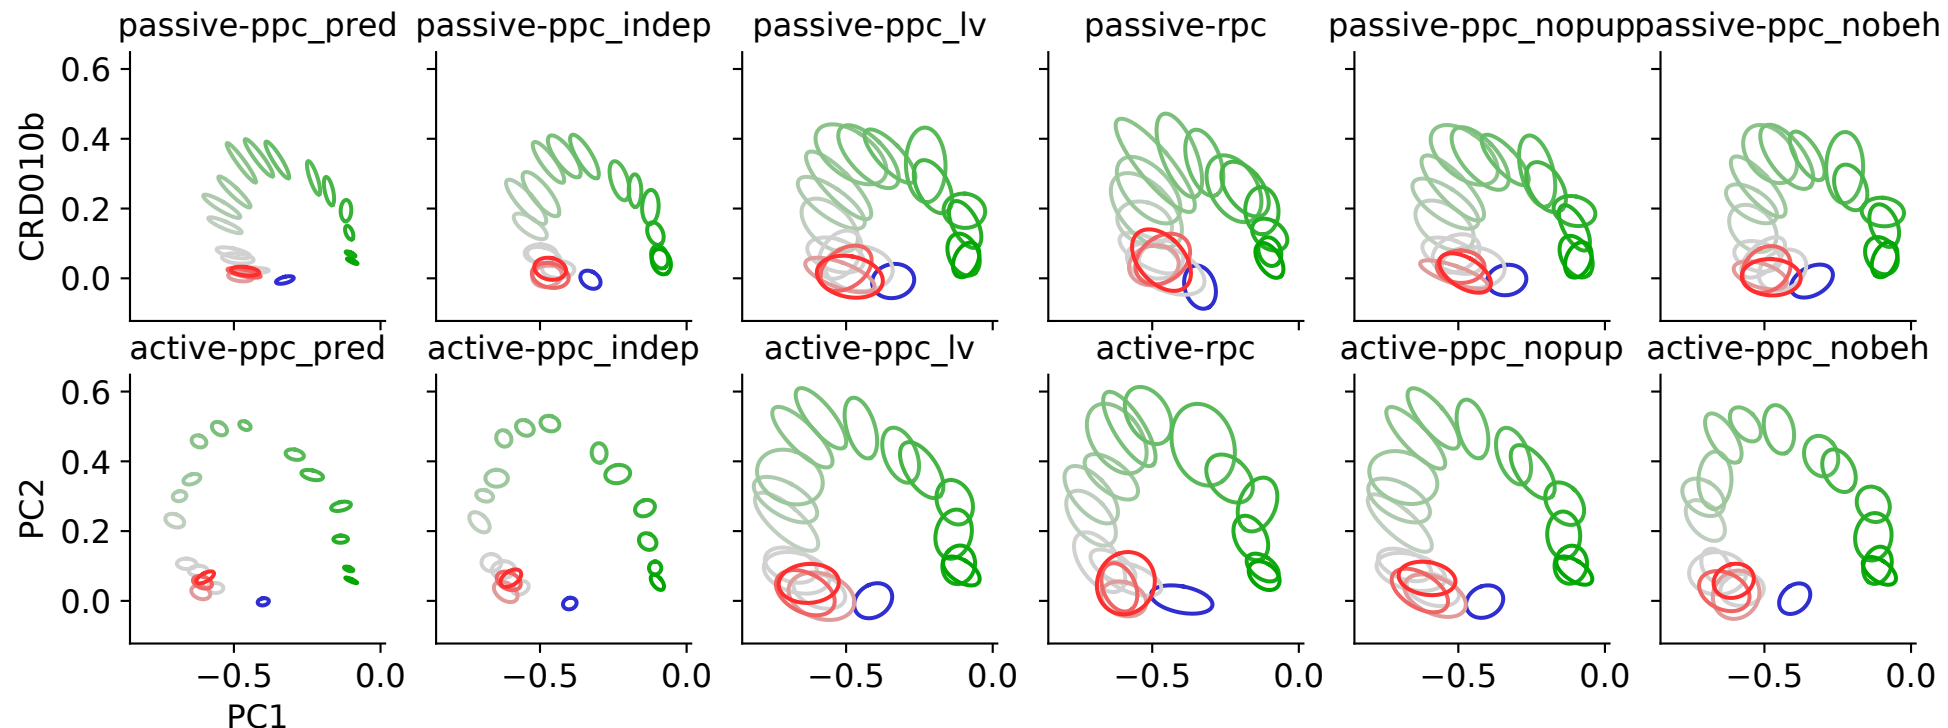 passive-ppc_pred passive-ppc_indep passive-ppc_lv passive-rpc passive-ppc_nopup passive-ppc_nobeh
CRD0010b
0.6
0.4
0.2
0.0
active-ppc_pred active-ppc_indep active-ppc_lv active-rpc active-ppc_nopup active-ppc_nobeh
PC2
0.6
0.4
0.2
0.0
−0.5 0.0 −0.5 0.0 −0.5 0.0 −0.5 0.0 −0.5 0.0 −0.5 0.0
PC1